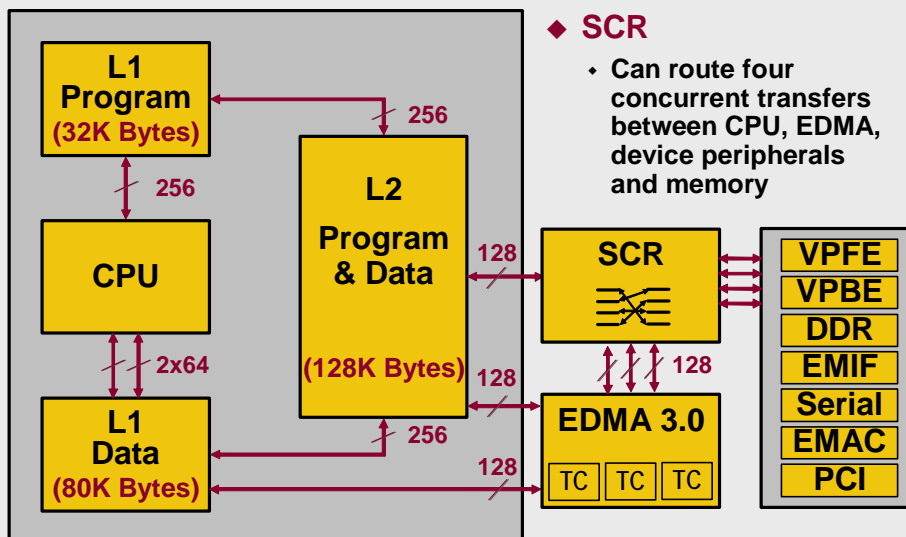 L1
Program
(32K Bytes)
256
256
CPU
2x64
L1
Data
(80K Bytes)
L2
Program
& Data
(128K Bytes)
256
128
128
128
◆ SCR
◆ Can route four
concurrent transfers
between CPU, EDMA,
device peripherals
and memory
SCR
128
EDMA 3.0
TC TC TC
VPFE
VPBE
DDR
EMIF
Serial
EMAC
PCI